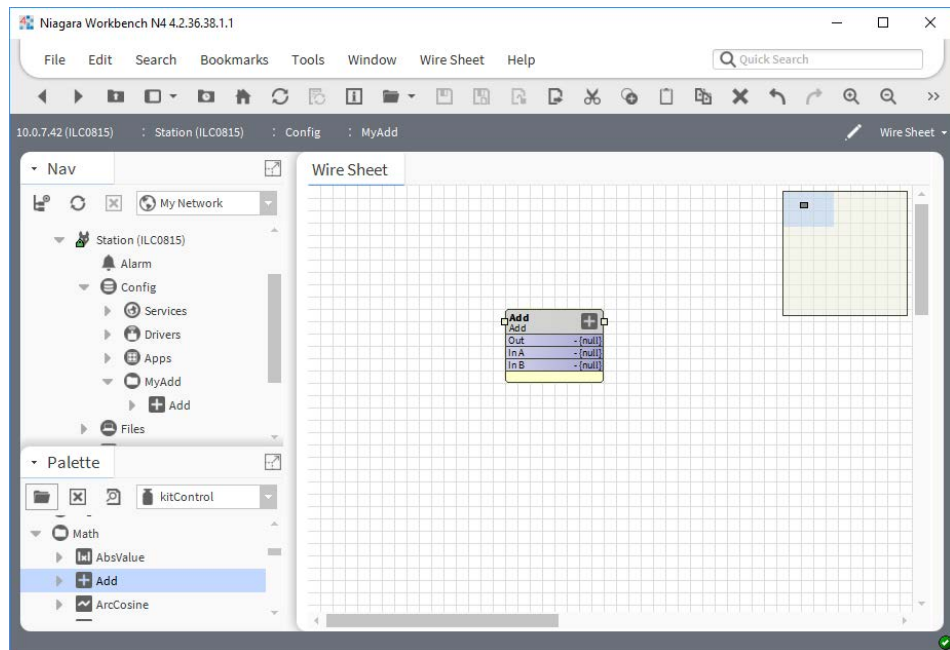 Niagara Workbench N4 4.2.36.38.1.1
File Edit Search Bookmarks Tools Window Wire Sheet Help
Quick Search
10.0.7.42 (ILC0815) : Station (ILC0815) : Config : MyAdd
Wire Sheet
Nav
My Network
Station (ILC0815)
Alarm
Config
Services
Drivers
Apps
MyAdd
Add
Files
Palette
kitControl
Math
AbsValue
Add
ArcCosine
Wire Sheet
Add
Add
Out - {null}
In A - {null}
In B - {null}